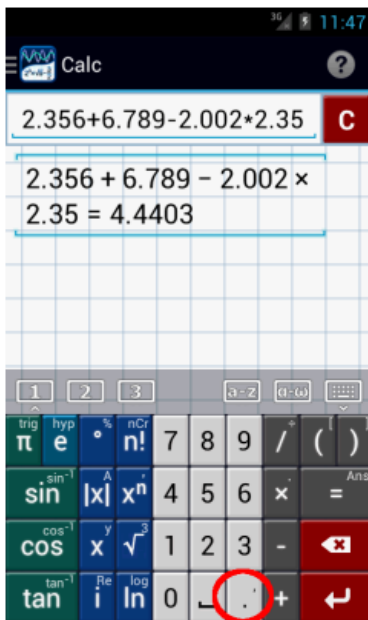 3G 11:47
Calc ?
2.356+6.789-2.002*2.35 C
2.356 + 6.789 − 2.002 ×
2.35 = 4.4403
1 2 3 a-z α-ω
trig hyp % nCr ÷ [ ]
π e ° n! 7 8 9 / ( )
sin⁻¹ A Ans
sin |x| xⁿ 4 5 6 × =
cos⁻¹ y 3
cos x √ 1 2 3 -
tan⁻¹ Re log ,
tan i ln 0 . +